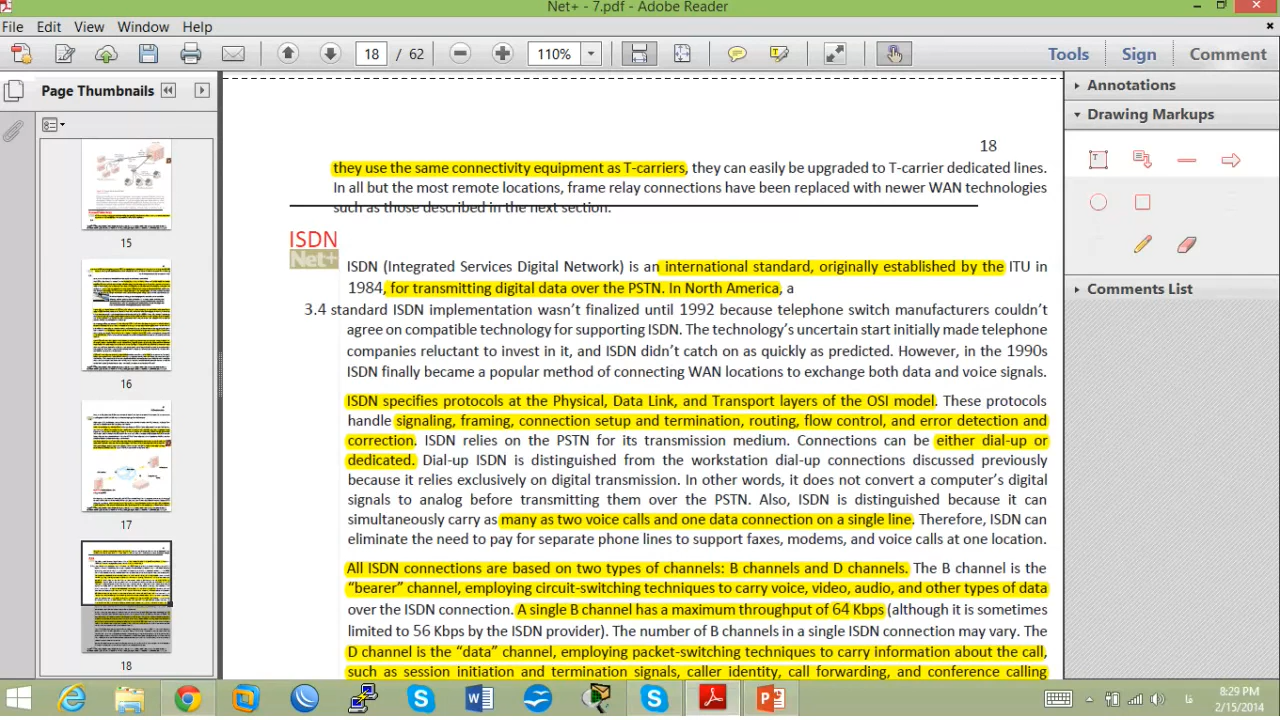 Net+ - 7.pdf - Adobe Reader
File Edit View Window Help
18 / 62 110% Tools Sign Comment
Page Thumbnails
15
16
17
18
18
they use the same connectivity equipment as T-carriers, they can easily be upgraded to T-carrier dedicated lines.
In all but the most remote locations, frame relay connections have been replaced with newer WAN technologies
such as those described in the next section.
ISDN
Net+
ISDN (Integrated Services Digital Network) is an international standard, originally established by the ITU in
1984, for transmitting digital data over the PSTN. In North America, a
3.4 standard ISDN implementation wasn't finalized until 1992 because telephone switch manufacturers couldn't
agree on compatible technology for supporting ISDN. The technology's uncertain start initially made telephone
companies reluctant to invest in it, and ISDN didn't catch on as quickly as predicted. However, in the 1990s
ISDN finally became a popular method of connecting WAN locations to exchange both data and voice signals.
ISDN specifies protocols at the Physical, Data Link, and Transport layers of the OSI model. These protocols
handle signaling, framing, connection setup and termination, routing, flow control, and error detection and
correction. ISDN relies on the PSTN for its transmission medium. Connections can be either dial-up or
dedicated. Dial-up ISDN is distinguished from the workstation dial-up connections discussed previously
because it relies exclusively on digital transmission. In other words, it does not convert a computer's digital
signals to analog before transmitting them over the PSTN. Also, ISDN is distinguished because it can
simultaneously carry as many as two voice calls and one data connection on a single line. Therefore, ISDN can
eliminate the need to pay for separate phone lines to support faxes, modems, and voice calls at one location.
All ISDN connections are based on two types of channels: B channels and D channels. The B channel is the
"bearer" channel, employing circuit-switching techniques to carry voice, video, audio, and other types of data
over the ISDN connection. A single B channel has a maximum throughput of 64 Kbps (although it is sometimes
limited to 56 Kbps by the ISDN provider). The number of B channels in a single ISDN connection may vary. The
D channel is the "data" channel, employing packet-switching techniques to carry information about the call,
such as session initiation and termination signals, caller identity, call forwarding, and conference calling
Annotations
Drawing Markups
Comments List
8:29 PM
2/15/2014